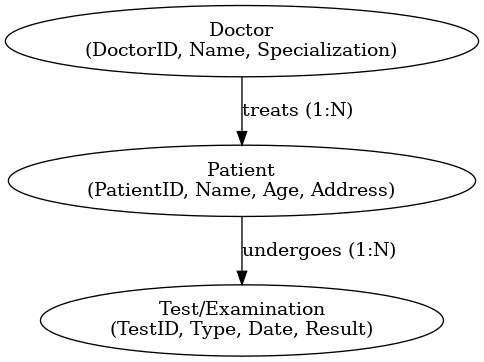 Doctor
(DoctorID, Name, Specialization)
treats (1:N)
Patient
(PatientID, Name, Age, Address)
undergoes (1:N)
Test/Examination
(TestID, Type, Date, Result)